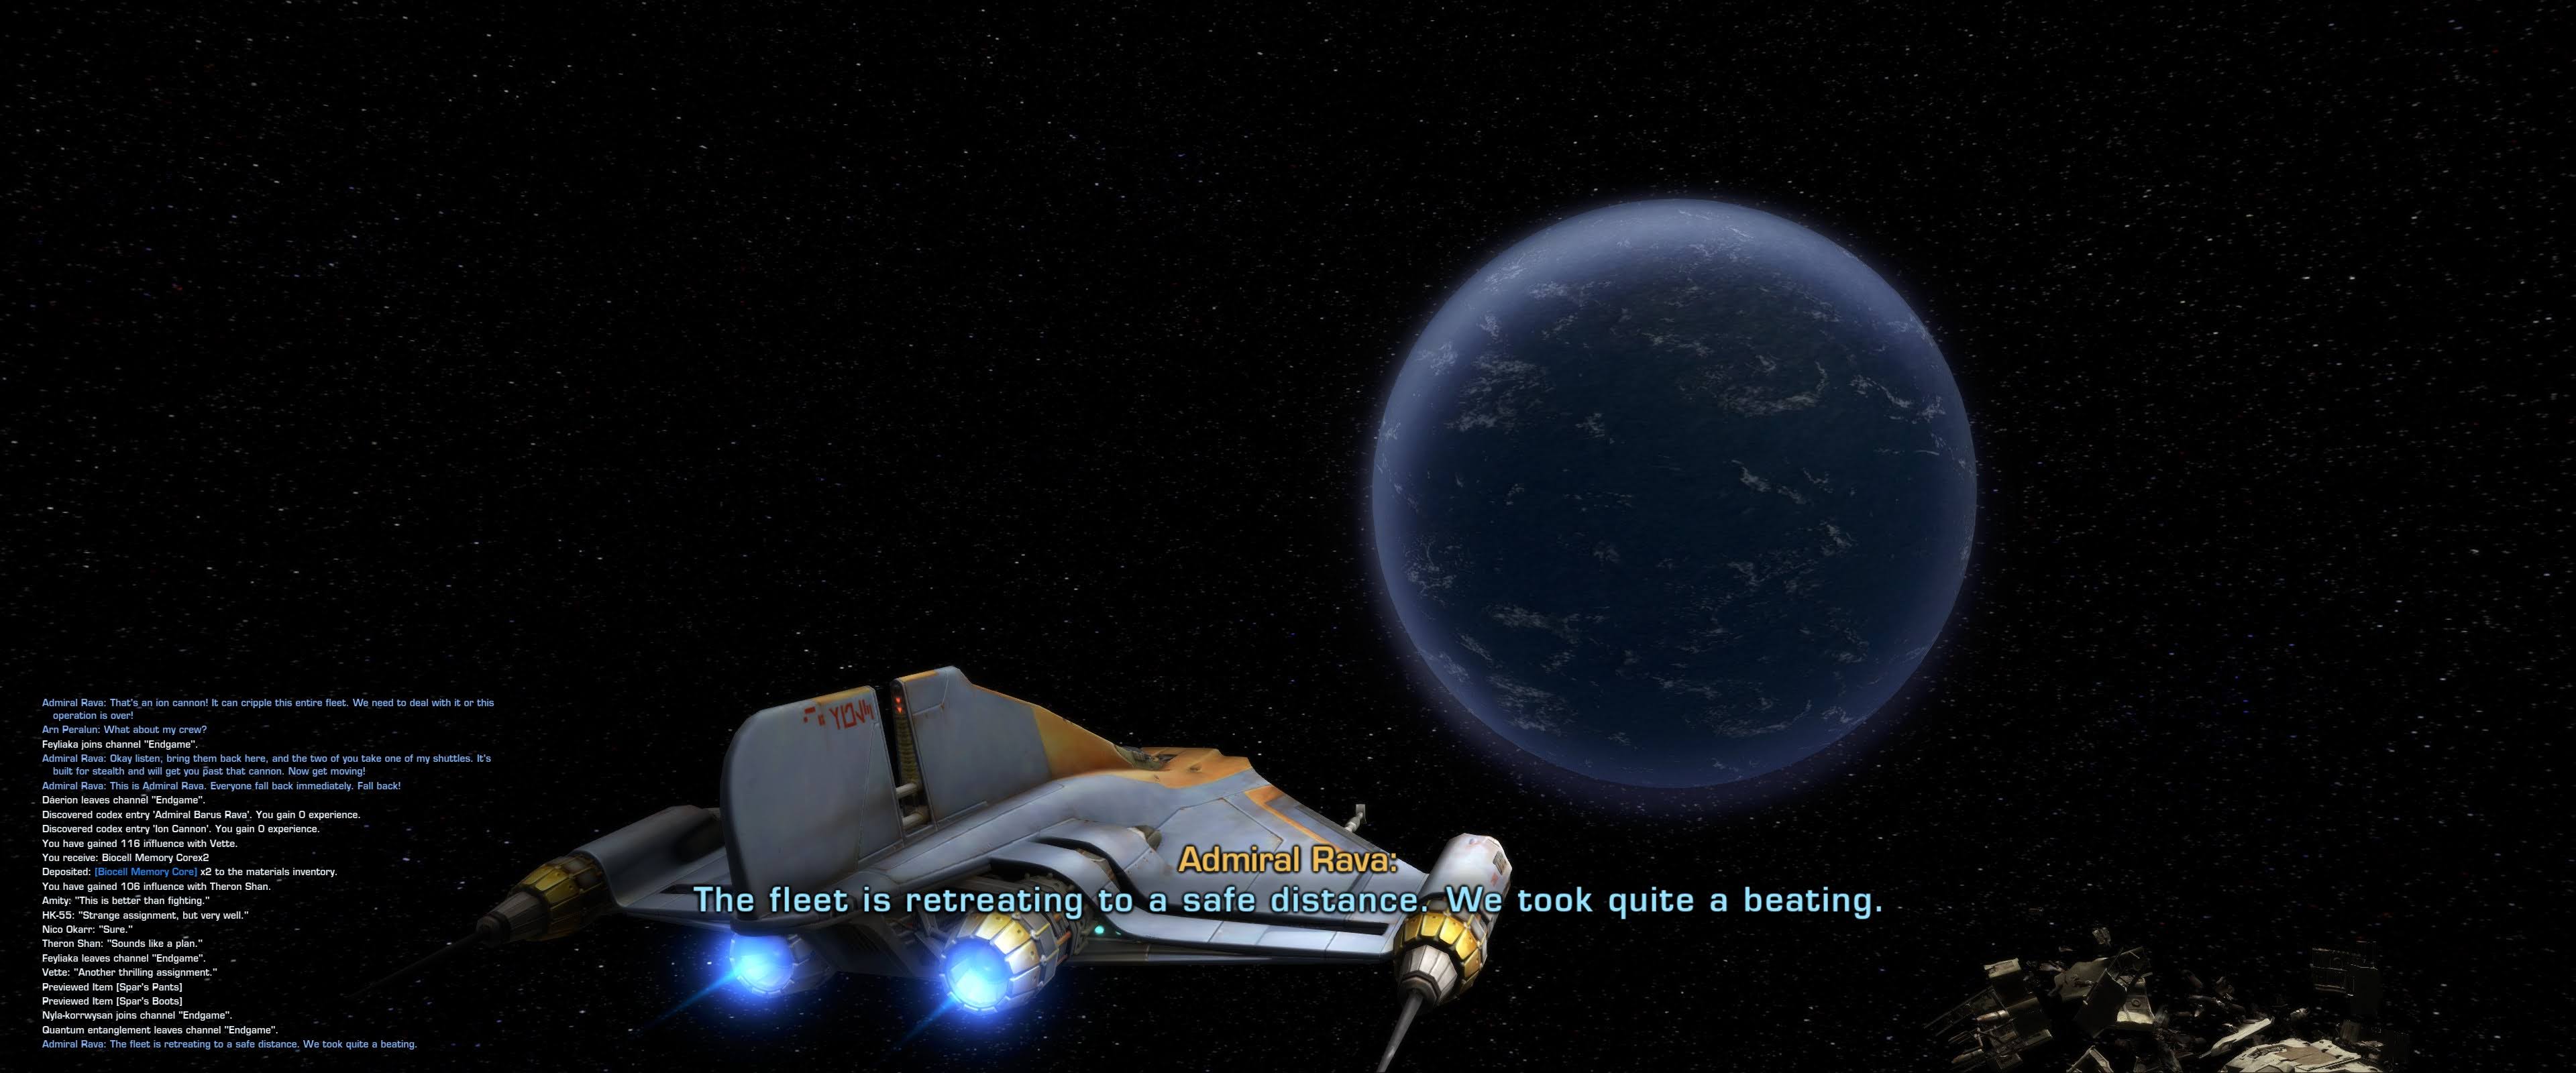 Admiral Rava: That's an ion cannon! It can cripple this entire fleet. We need to deal with it or this
operation is over!
Arn Peralun: What about my crew?
Feyliaka joins channel "Endgame".
Admiral Rava: Okay listen, bring them back here, and the two of you take one of my shuttles. It's
built for stealth and will get you past that cannon. Now get moving!
Admiral Rava: This is Admiral Rava. Everyone fall back immediately. Fall back!
Daerion leaves channel "Endgame".
Discovered codex entry 'Admiral Barus Rava'. You gain 0 experience.
Discovered codex entry 'Ion Cannon'. You gain 0 experience.
You have gained 116 influence with Vette.
You receive: Biocell Memory Corex2
Deposited: [Biocell Memory Core] x2 to the materials inventory.
You have gained 106 influence with Theron Shan.
Amity: "This is better than fighting."
HK-55: "Strange assignment, but very well."
Nico Okarr: "Sure."
Theron Shan: "Sounds like a plan."
Feyliaka leaves channel "Endgame".
Vette: "Another thrilling assignment."
Previewed Item [Spar's Pants]
Previewed Item [Spar's Boots]
Nyla-korrwysan joins channel "Endgame".
Quantum entanglement leaves channel "Endgame".
Admiral Rava: The fleet is retreating to a safe distance. We took quite a beating.
Admiral Rava:
The fleet is retreating to a safe distance. We took quite a beating.